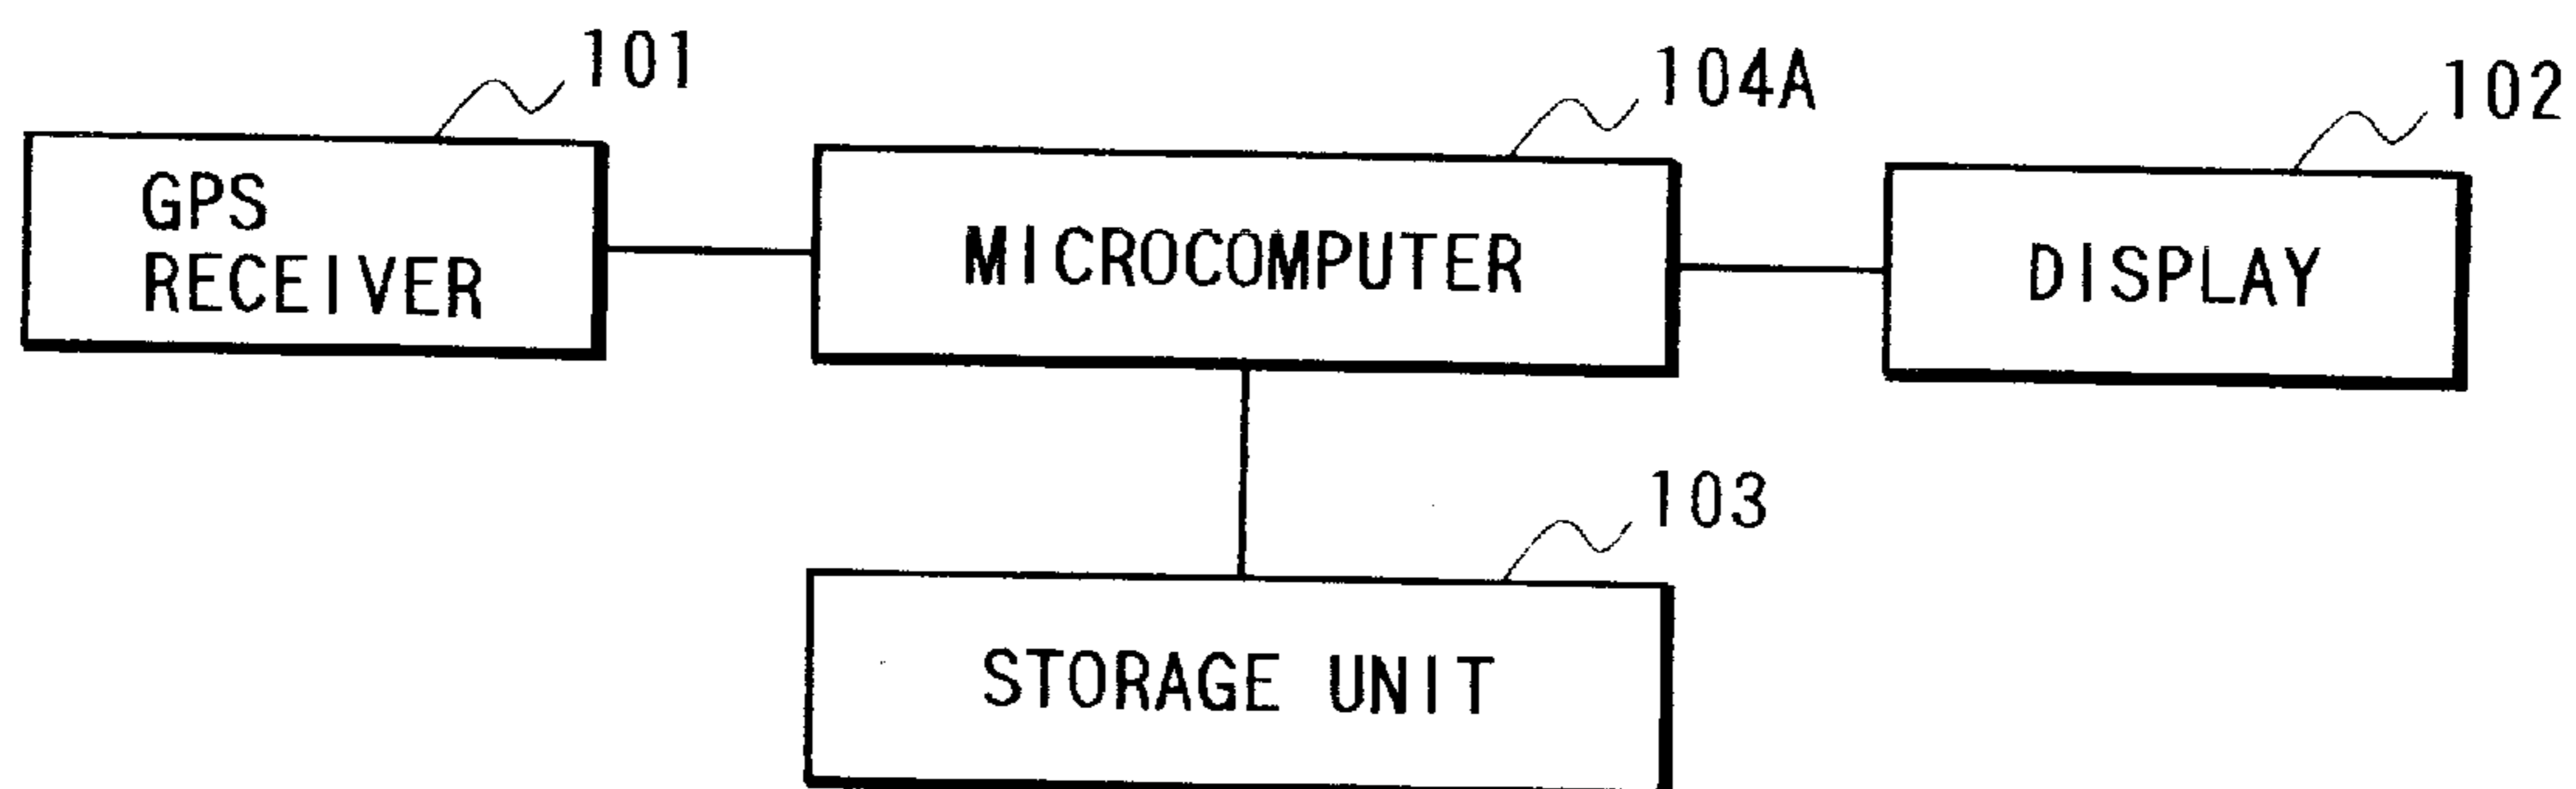 101
104A
102
GPS
RECEIVER
MICROCOMPUTER
DISPLAY
103
STORAGE UNIT